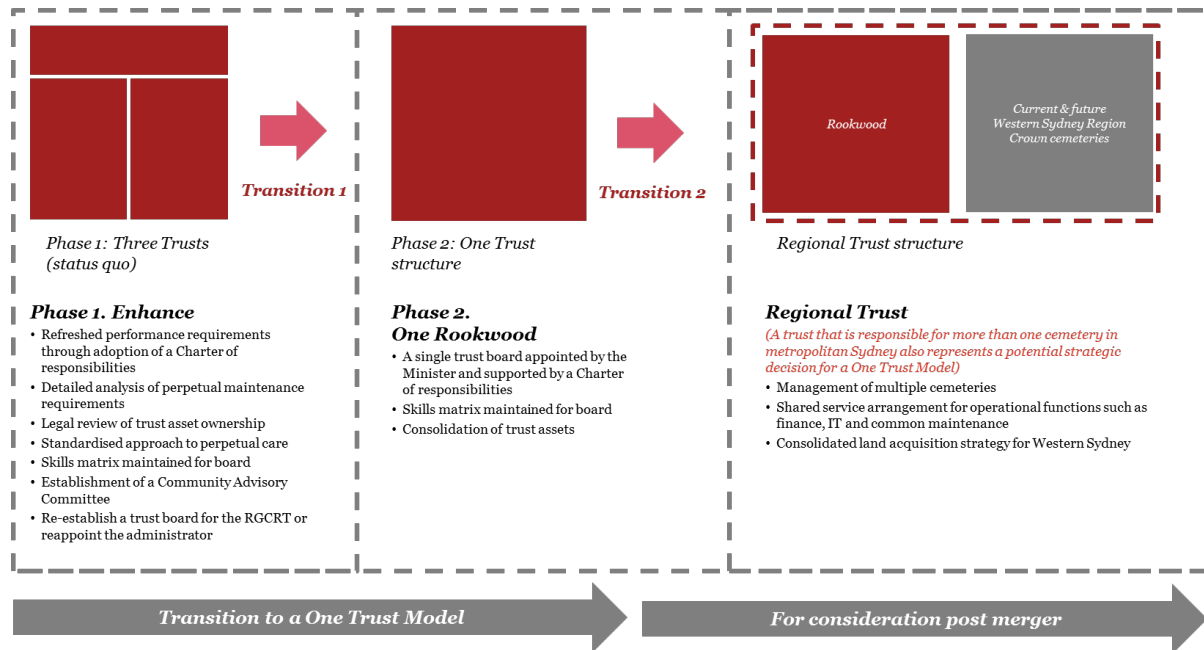 Transition 1
Phase 1: Three Trusts
(status quo)
Phase 1. Enhance
• Refreshed performance requirements
through adoption of a Charter of
responsibilities
• Detailed analysis of perpetual maintenance
requirements
• Legal review of trust asset ownership
• Standardised approach to perpetual care
• Skills matrix maintained for board
• Establishment of a Community Advisory
Committee
• Re-establish a trust board for the RGCRT or
reappoint the administrator
Transition 2
Phase 2: One Trust
structure
Phase 2.
One Rookwood
• A single trust board appointed by the
Minister and supported by a Charter
of responsibilities
• Skills matrix maintained for board
• Consolidation of trust assets
Rookwood
Current & future
Western Sydney Region
Crown cemeteries
Regional Trust structure
Regional Trust
(A trust that is responsible for more than one cemetery in
metropolitan Sydney also represents a potential strategic
decision for a One Trust Model)
• Management of multiple cemeteries
• Shared service arrangement for operational functions such as
finance, IT and common maintenance
• Consolidated land acquisition strategy for Western Sydney
Transition to a One Trust Model
For consideration post merger